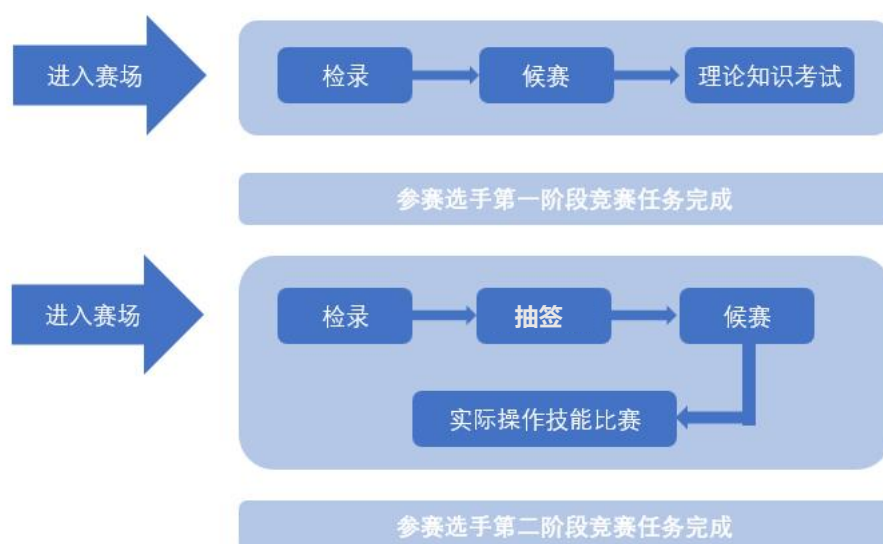 进入赛场
检录
候赛
理论知识考试
参赛选手第一阶段竞赛任务完成
进入赛场
检录
抽签
候赛
实际操作技能比赛
参赛选手第二阶段竞赛任务完成